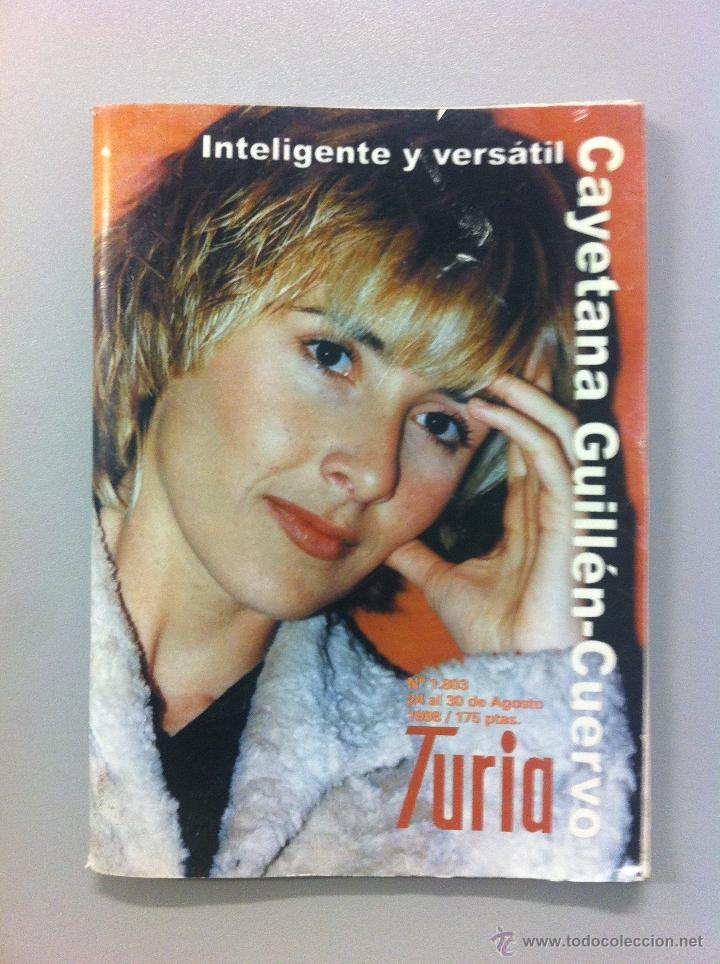 Inteligente y versátil
Cayetana Guillén-Cuervo
Nº 1.803
24 al 30 de Agosto
1998 / 175 ptas.
Turia
www.todocoleccion.net